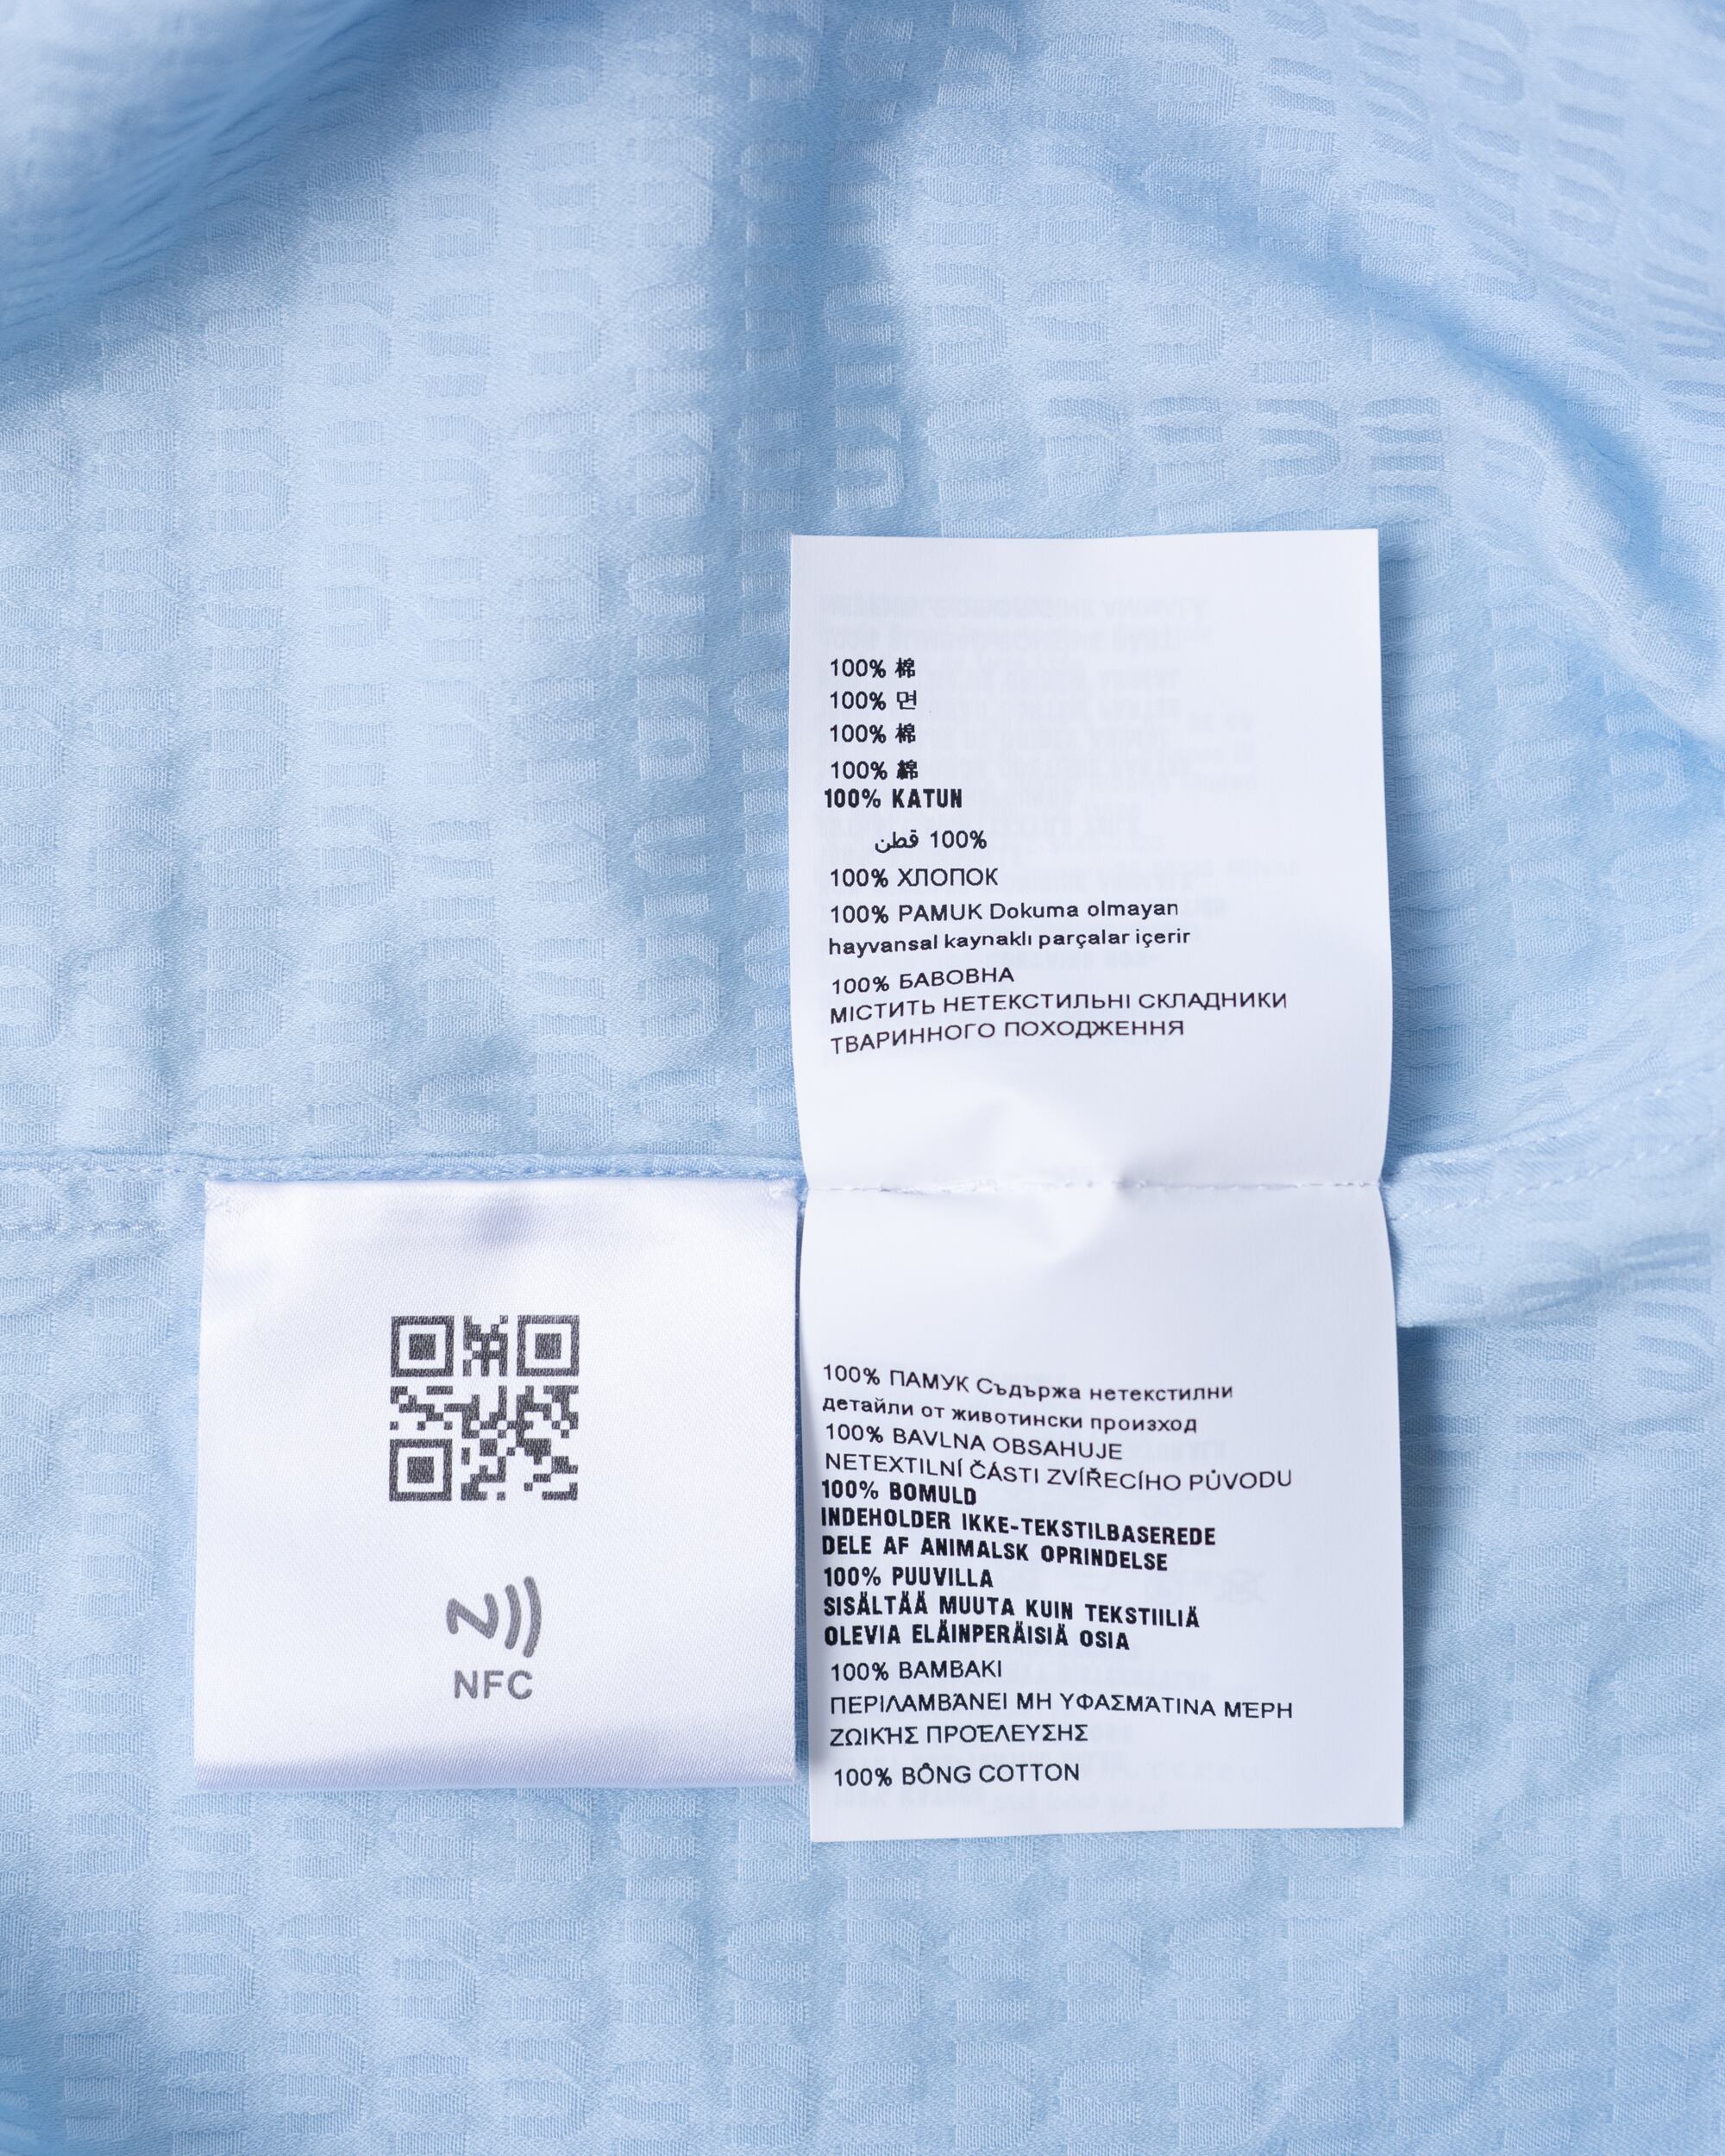 100% 棉
100% 면
100% 棉
100% 綿
100% KATUN
100% قطن
100% ХЛОПОК
100% PAMUK Dokuma olmayan
hayvansal kaynaklı parçalar içerir
100% БАВОВНА
МІСТИТЬ НЕТЕКСТИЛЬНІ СКЛАДНИКИ
ТВАРИННОГО ПОХОДЖЕННЯ
NFC
100% ПАМУК Съдържа нетекстилни
детайли от животински произход
100% BAVLNA OBSAHUJE
NETEXTILNÍ ČÁSTI ZVÍŘECÍHO PŮVODU
100% BOMULD
INDEHOLDER IKKE-TEKSTILBASEREDE
DELE AF ANIMALSK OPRINDELSE
100% PUUVILLA
SISÄLTÄÄ MUUTA KUIN TEKSTIILIÄ
OLEVIA ELÄINPERÄISIÄ OSIA
100% BAMBAKI
ΠΕΡΙΛΑΜΒΆΝΕΙ ΜΗ ΥΦΑΣΜΆΤΙΝΑ ΜΈΡΗ
ΖΩΙΚΉΣ ΠΡΟΈΛΕΥΣΗΣ
100% BÔNG COTTON